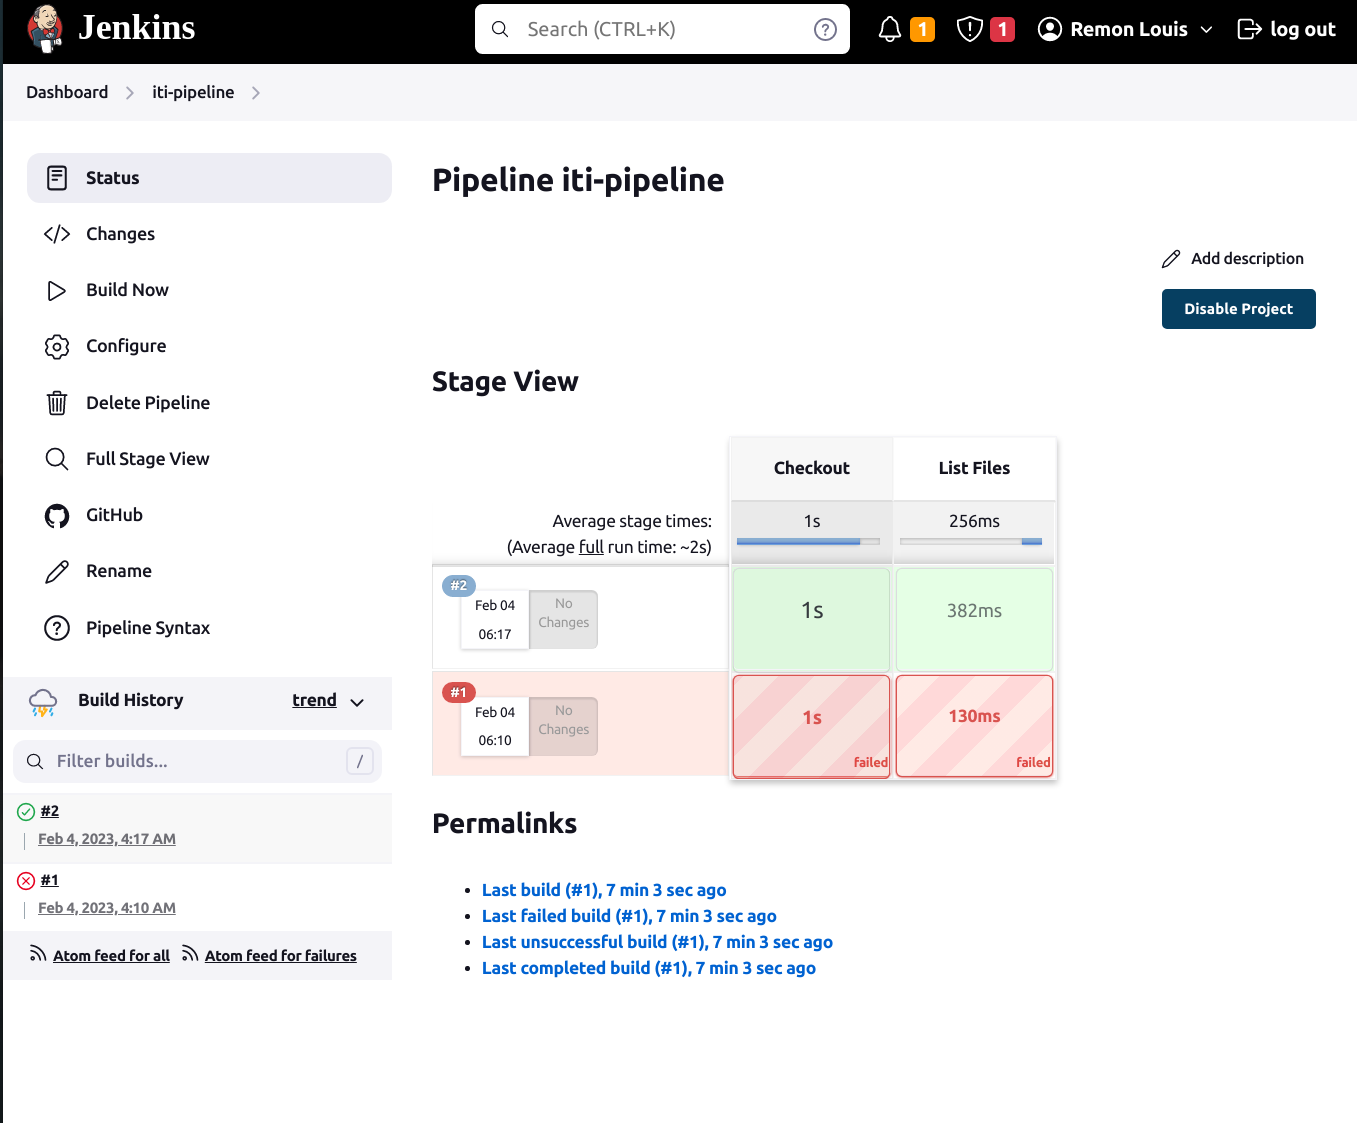 Jenkins
Search (CTRL+K)
1
1
Remon Louis
log out
Dashboard
iti-pipeline
Status
Changes
Build Now
Configure
Delete Pipeline
Full Stage View
GitHub
Rename
Pipeline Syntax
Build History
trend
Filter builds...
/
#2
Feb 4, 2023, 4:17 AM
#1
Feb 4, 2023, 4:10 AM
Atom feed for all
Atom feed for failures
Pipeline iti-pipeline
Add description
Disable Project
Stage View
Checkout
List Files
Average stage times:
(Average full run time: ~2s)
1s
256ms
#2
Feb 04
06:17
No
Changes
1s
382ms
#1
Feb 04
06:10
No
Changes
1s
failed
130ms
failed
Permalinks
Last build (#1), 7 min 3 sec ago
Last failed build (#1), 7 min 3 sec ago
Last unsuccessful build (#1), 7 min 3 sec ago
Last completed build (#1), 7 min 3 sec ago